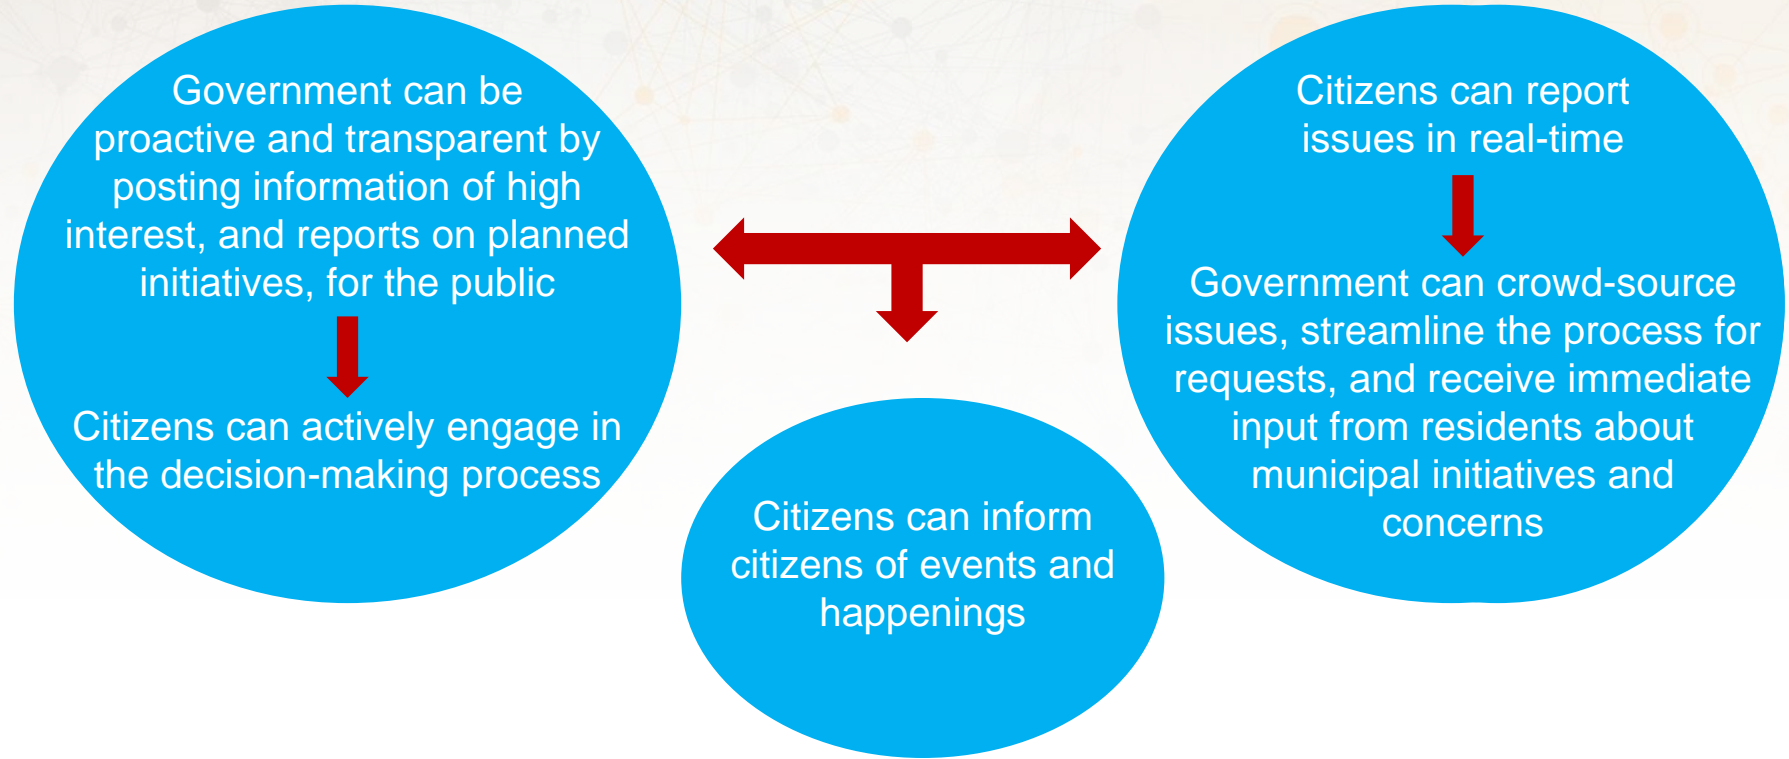 Government can be
proactive and transparent by
posting information of high
interest, and reports on planned
initiatives, for the public
Citizens can actively engage in
the decision-making process
Citizens can report
issues in real-time
Government can crowd-source
issues, streamline the process for
requests, and receive immediate
input from residents about
municipal initiatives and
concerns
Citizens can inform
citizens of events and
happenings